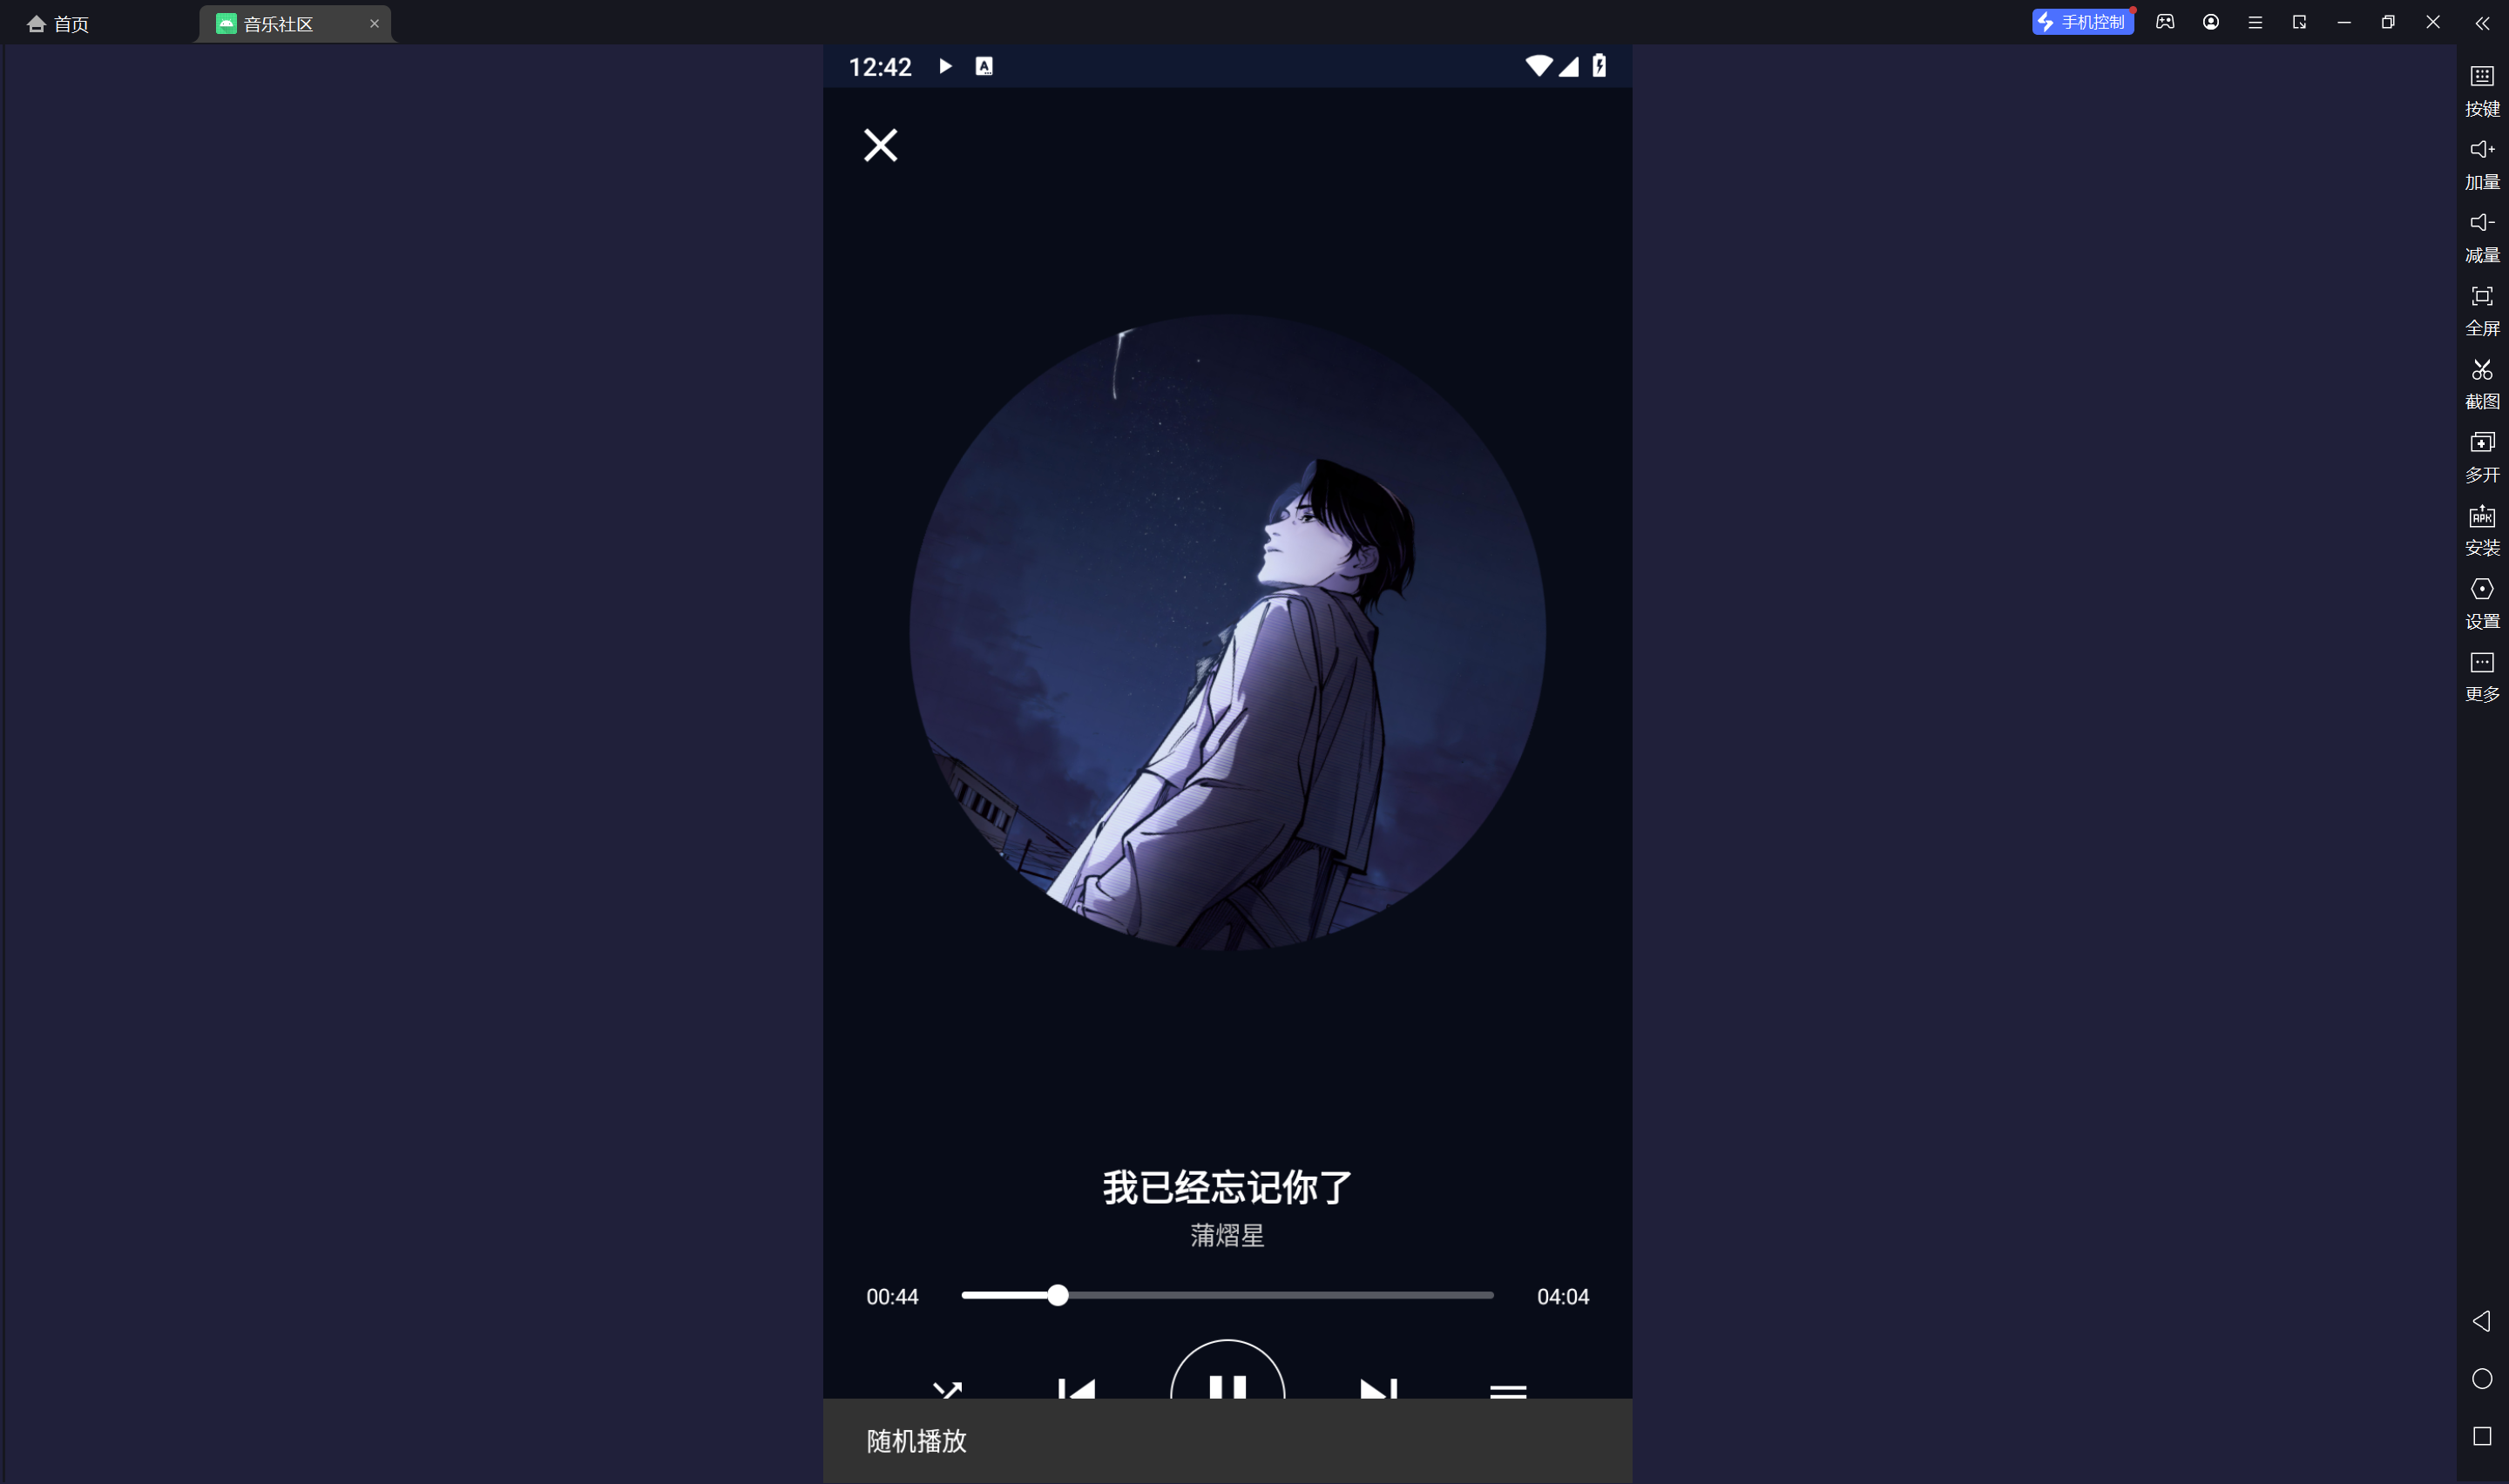 首页
音乐社区
手机控制
12:42
A
按键
加量
减量
全屏
截图
多开
APK
安装
设置
更多
我已经忘记你了
蒲熠星
00:44
04:04
随机播放